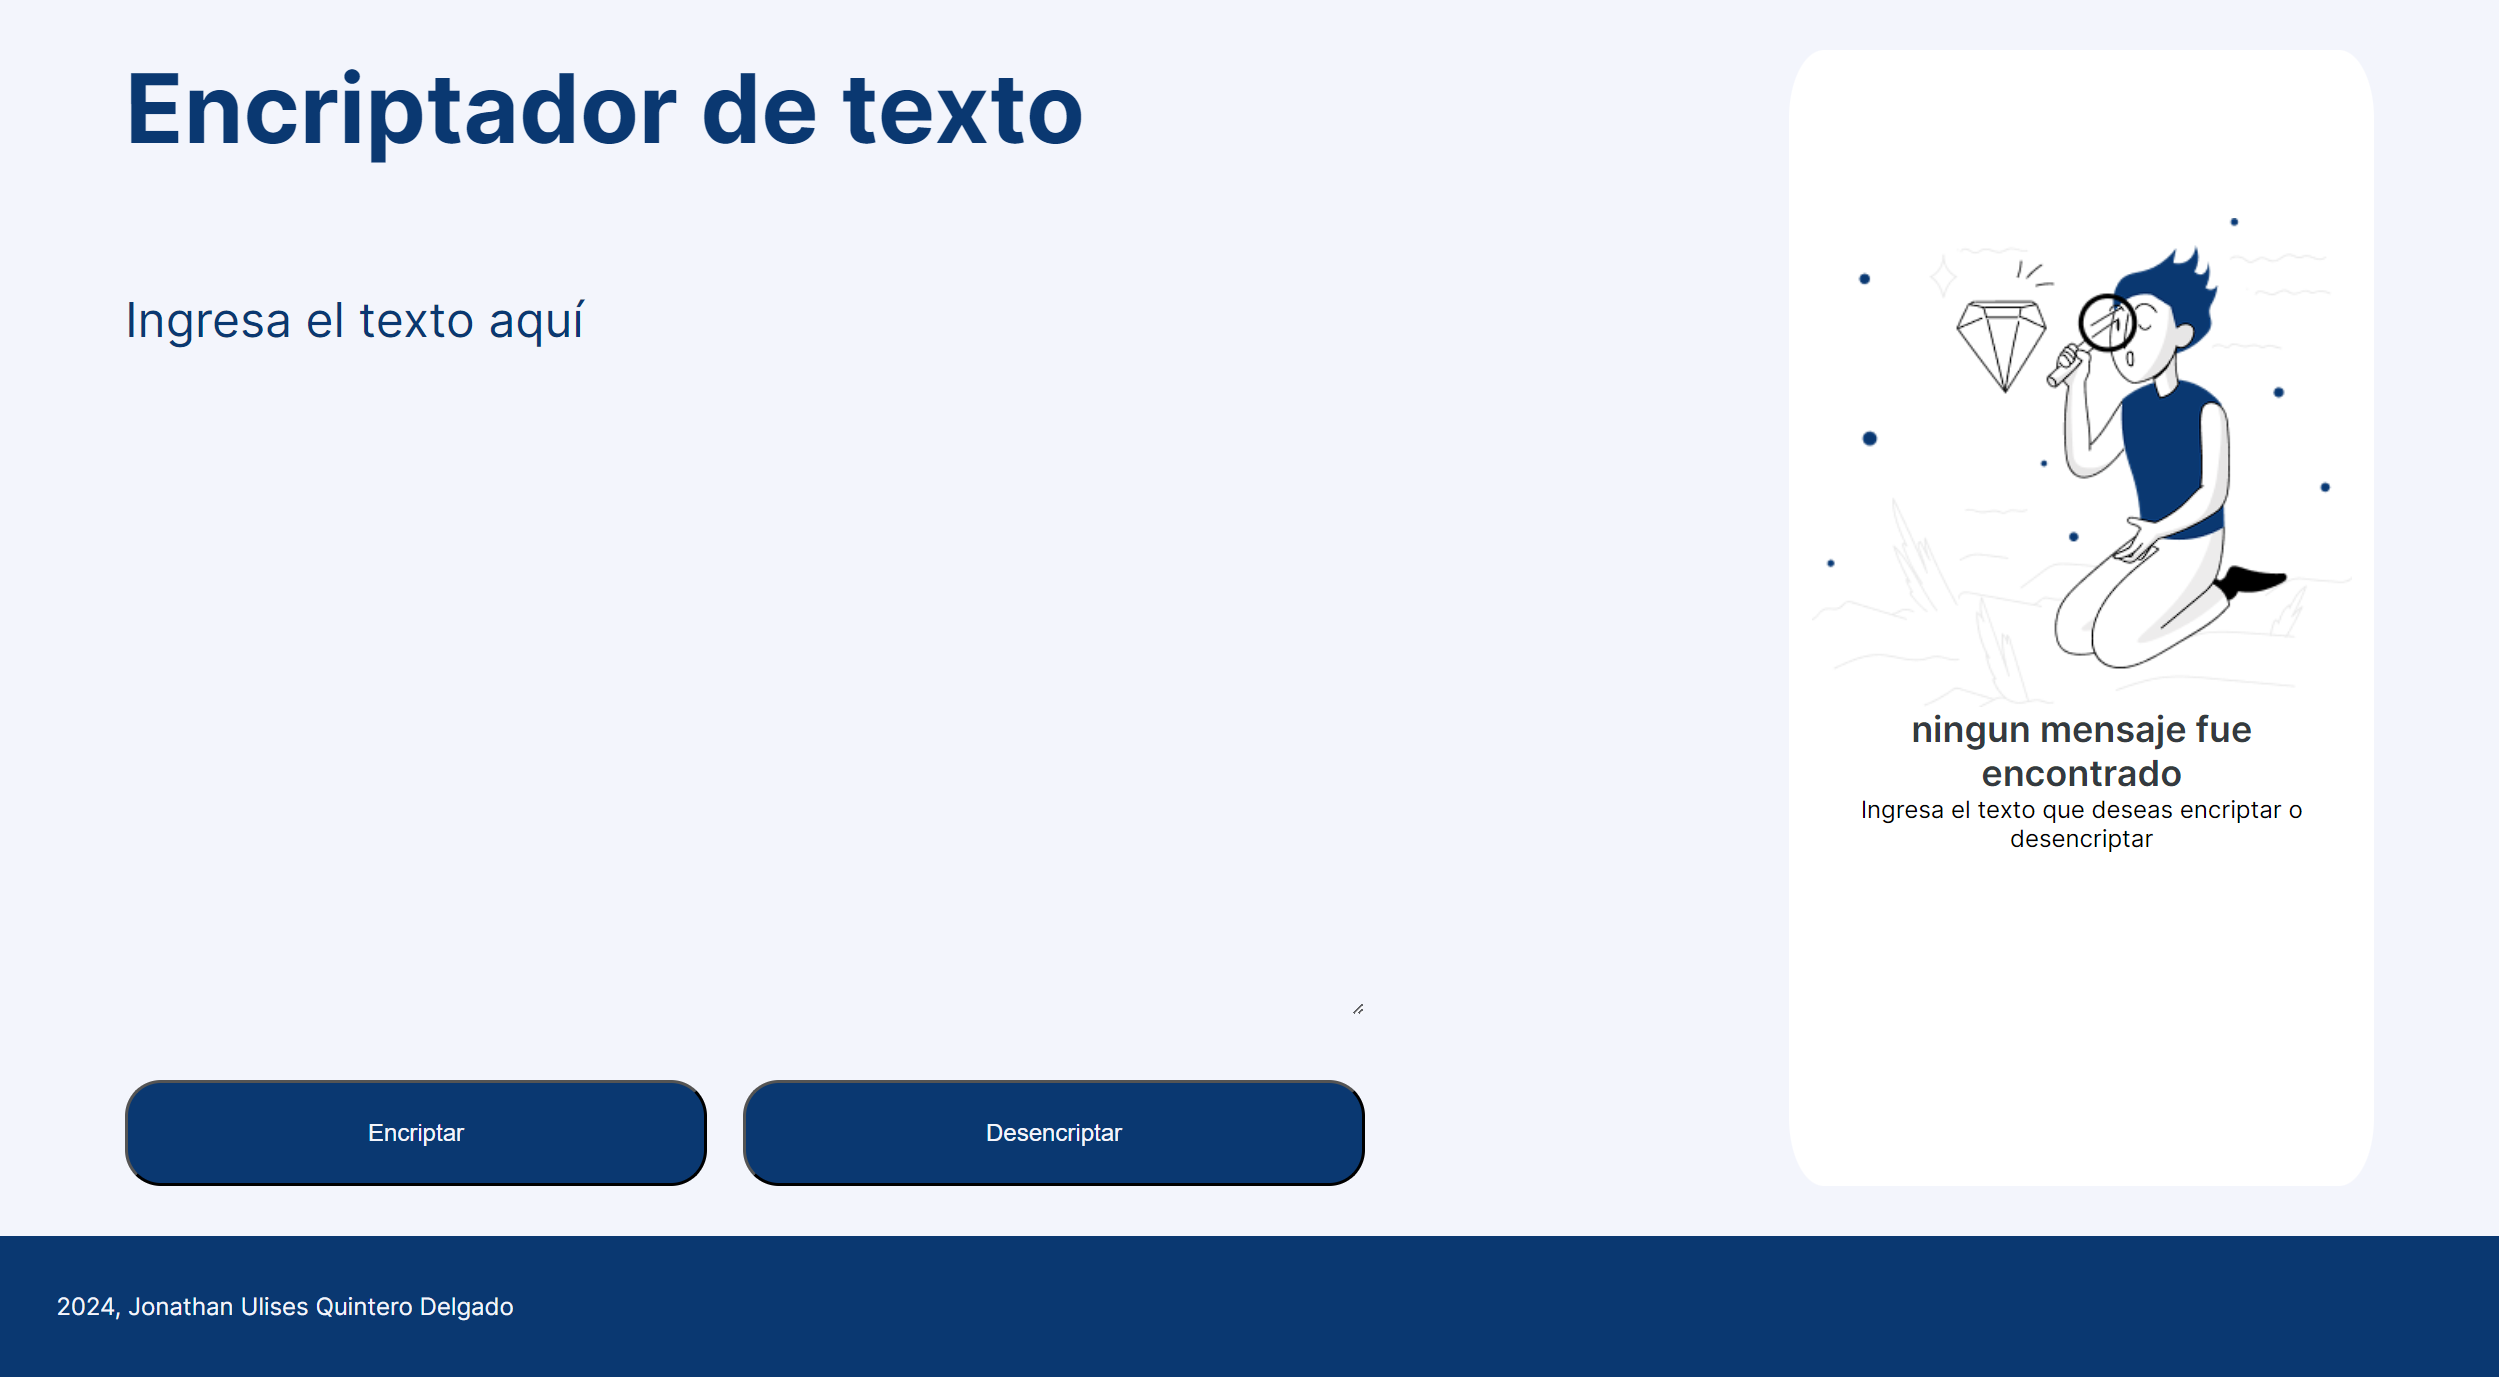 Encriptador de texto
Ingresa el texto aquí
Encriptar
Desencriptar
ningun mensaje fue
encontrado
Ingresa el texto que deseas encriptar o
desencriptar
2024, Jonathan Ulises Quintero Delgado